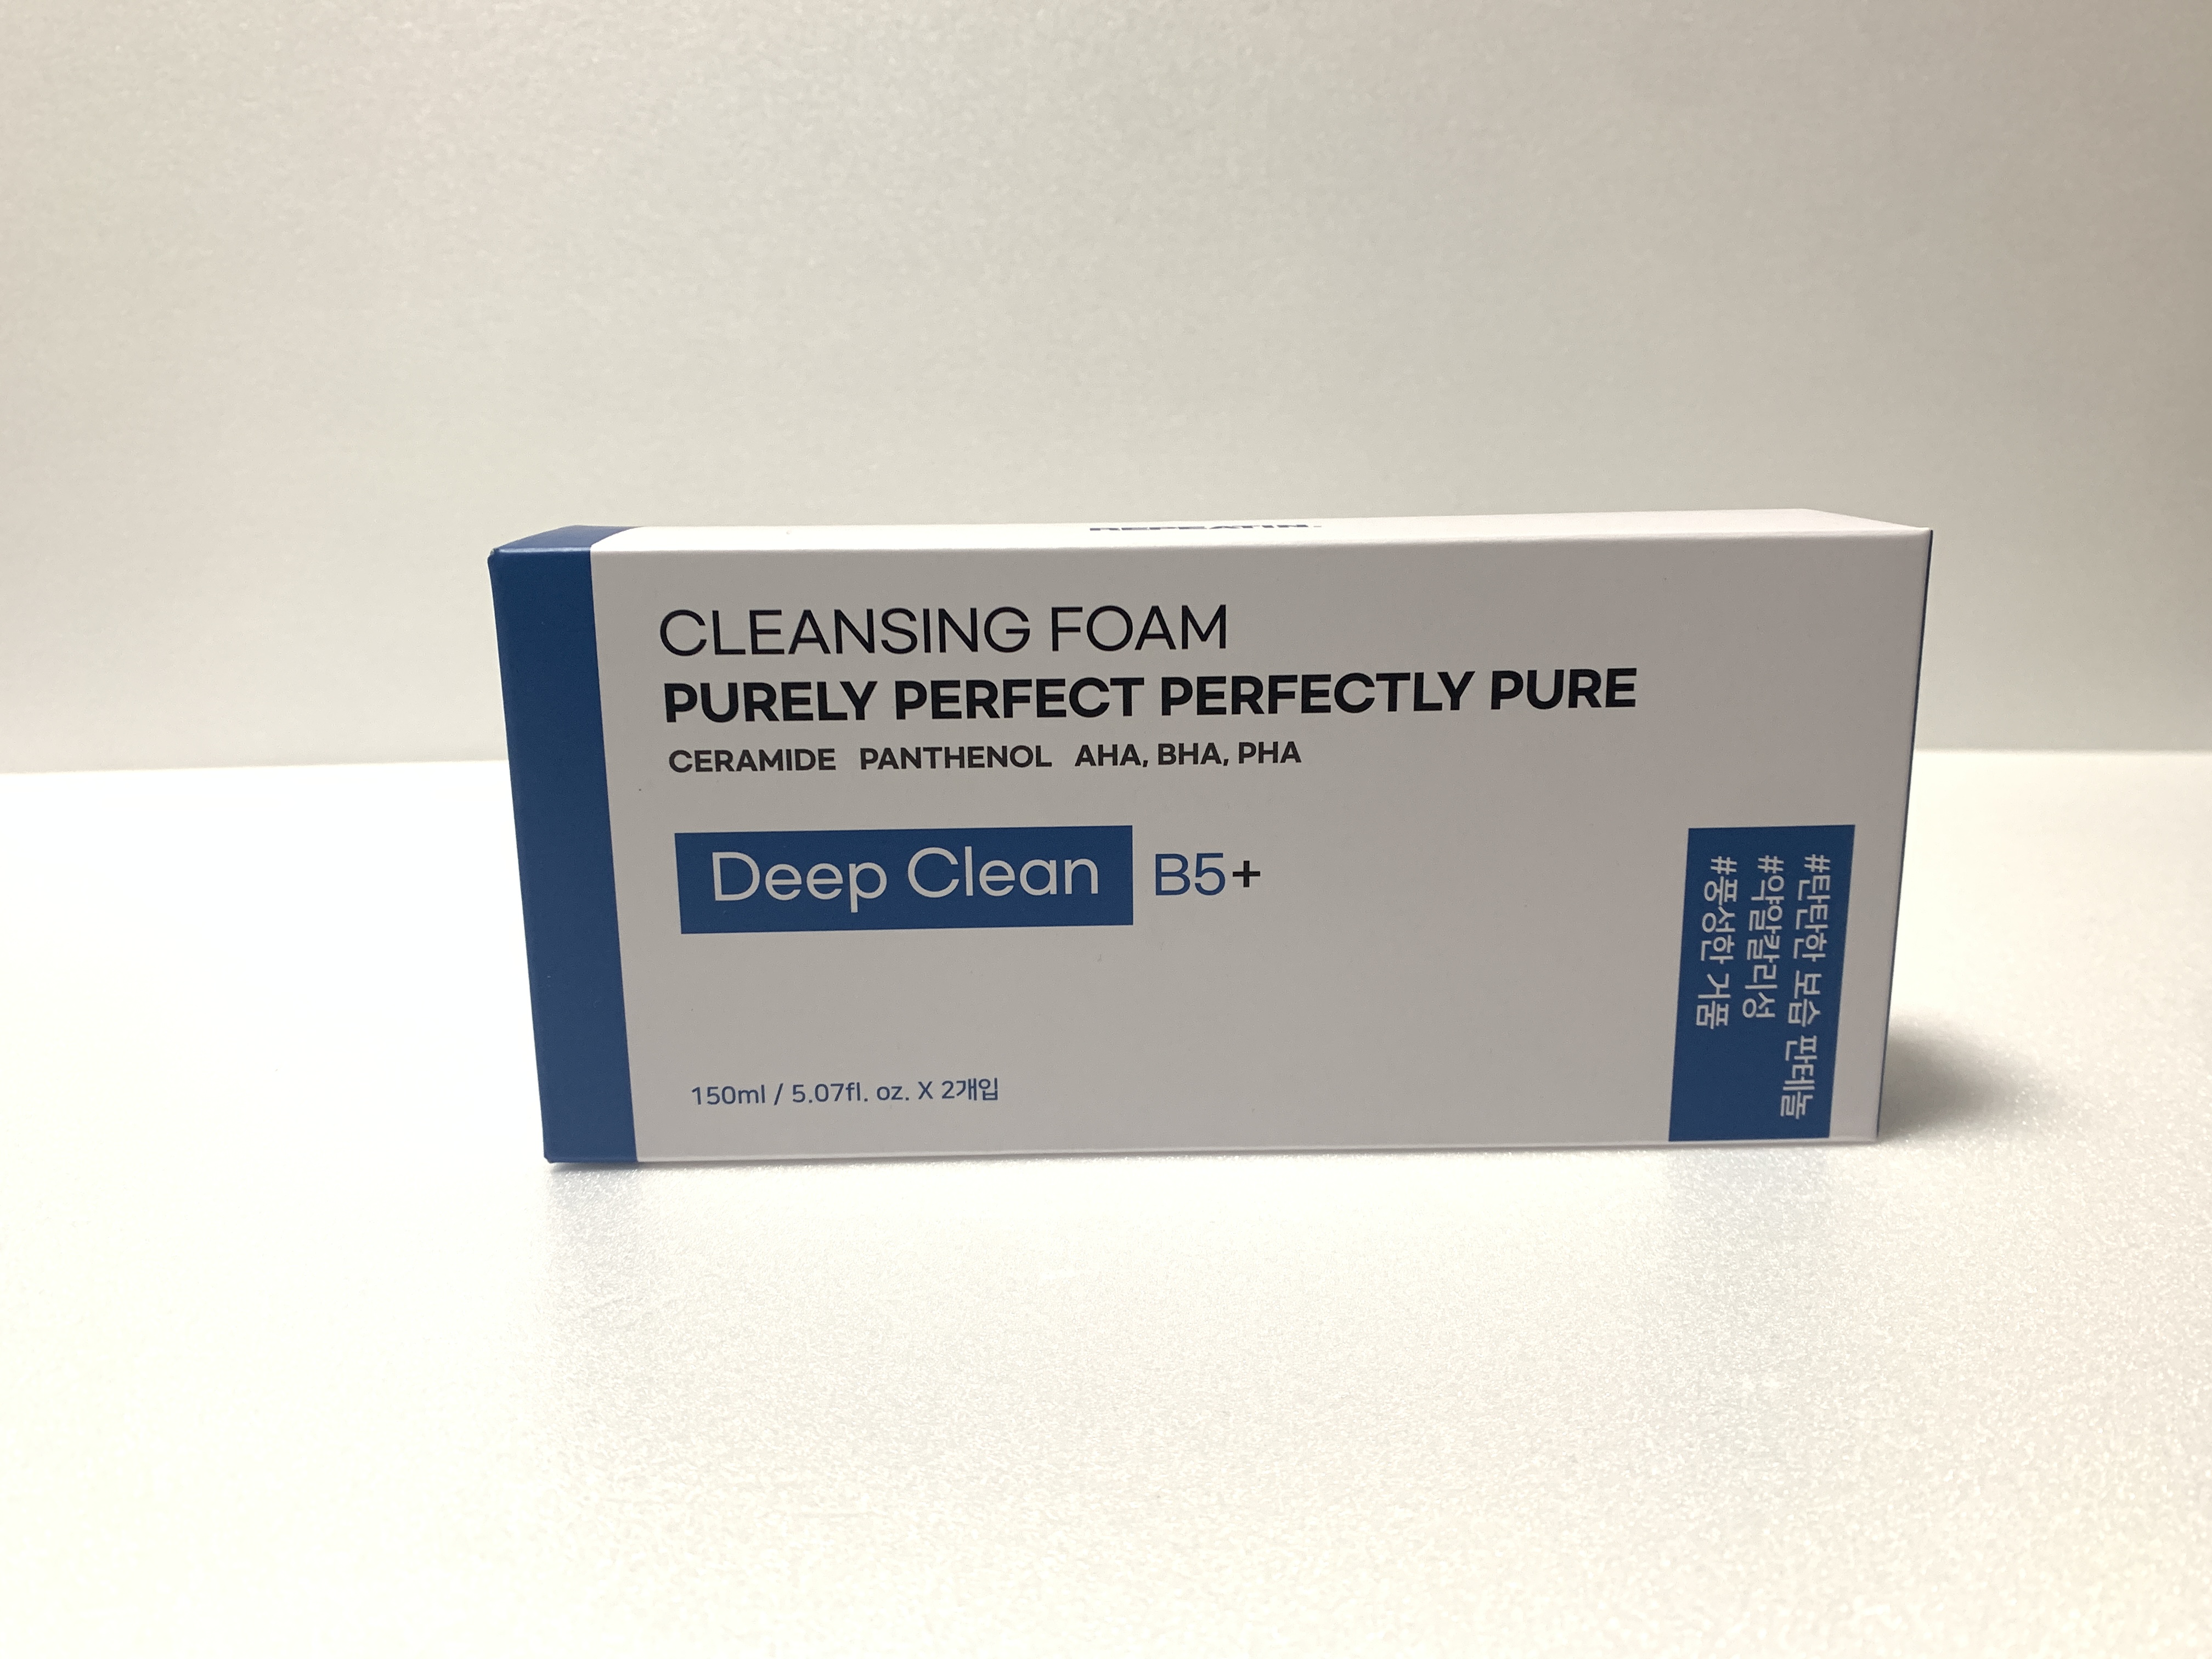 REPEATIN.
CLEANSING FOAM
PURELY PERFECT PERFECTLY PURE
CERAMIDE PANTHENOL AHA, BHA, PHA
Deep Clean B5+
150ml / 5.07fl. oz. X 2개입
#탄탄한 보습 판테놀
#약알칼리성
#풍성한 거품